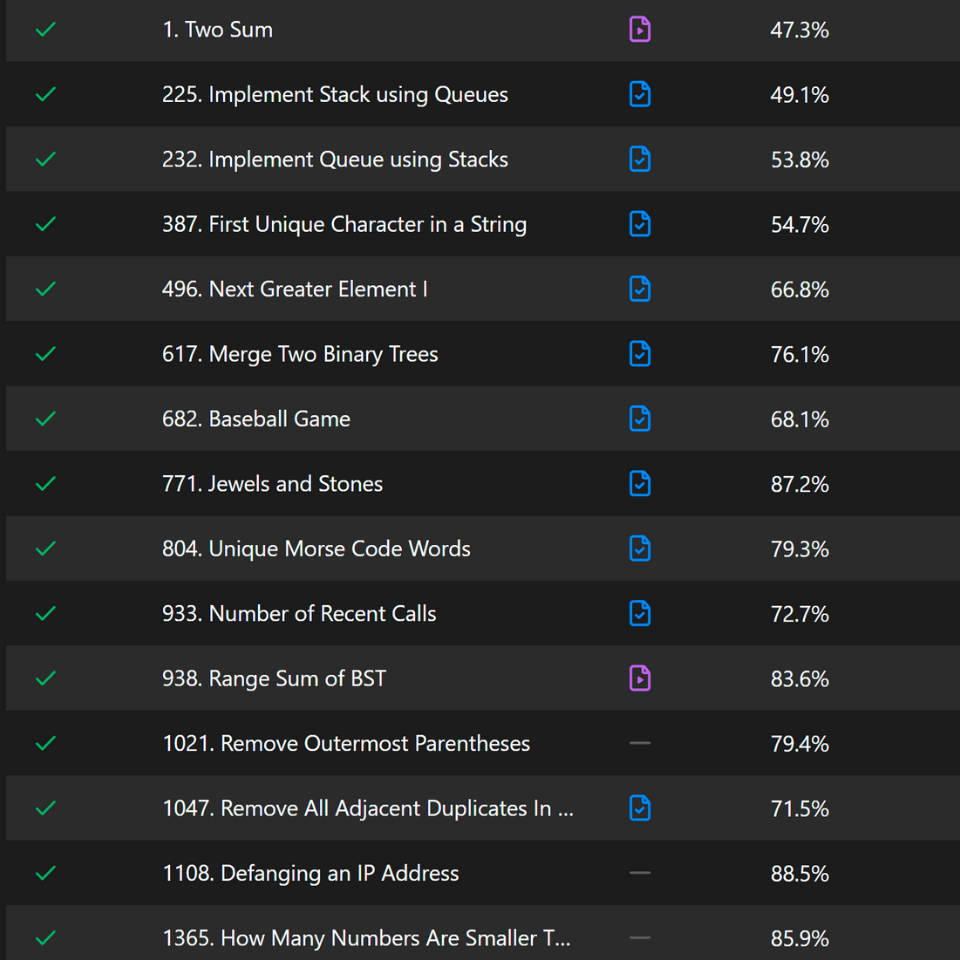 1. Two Sum 47.3%
225. Implement Stack using Queues 49.1%
232. Implement Queue using Stacks 53.8%
387. First Unique Character in a String 54.7%
496. Next Greater Element I 66.8%
617. Merge Two Binary Trees 76.1%
682. Baseball Game 68.1%
771. Jewels and Stones 87.2%
804. Unique Morse Code Words 79.3%
933. Number of Recent Calls 72.7%
938. Range Sum of BST 83.6%
1021. Remove Outermost Parentheses 79.4%
1047. Remove All Adjacent Duplicates In ... 71.5%
1108. Defanging an IP Address 88.5%
1365. How Many Numbers Are Smaller T... 85.9%